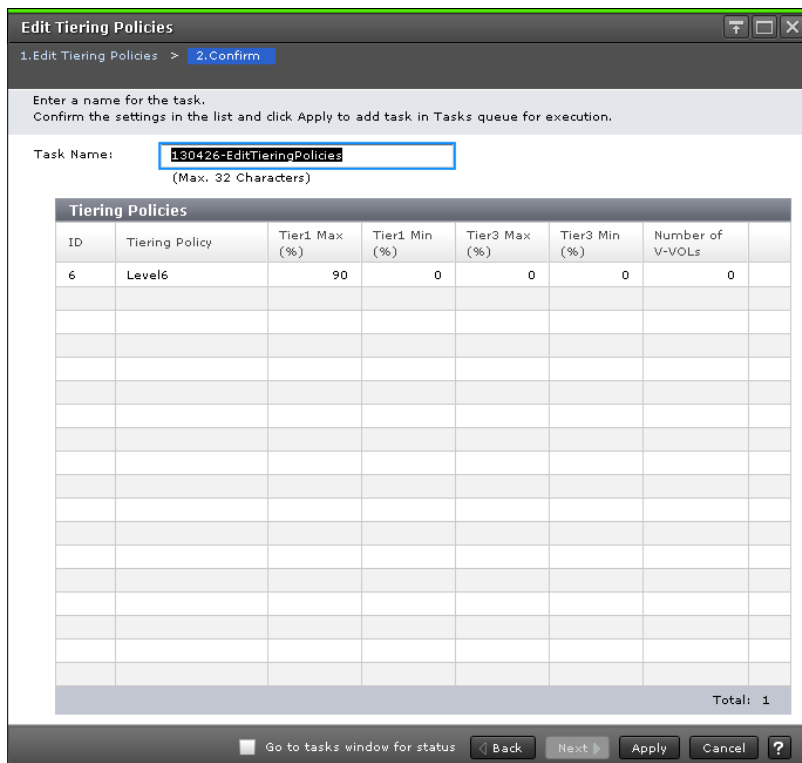 Edit Tiering Policies
1.Edit Tiering Policies > 2.Confirm
Enter a name for the task.
Confirm the settings in the list and click Apply to add task in Tasks queue for execution.
Task Name: 130426-EditTieringPolicies
(Max. 32 Characters)
Tiering Policies
ID Tiering Policy Tier1 Max (%) Tier1 Min (%) Tier3 Max (%) Tier3 Min (%) Number of V-VOLs
6 Level6 90 0 0 0 0
Total: 1
Go to tasks window for status Back Next Apply Cancel ?